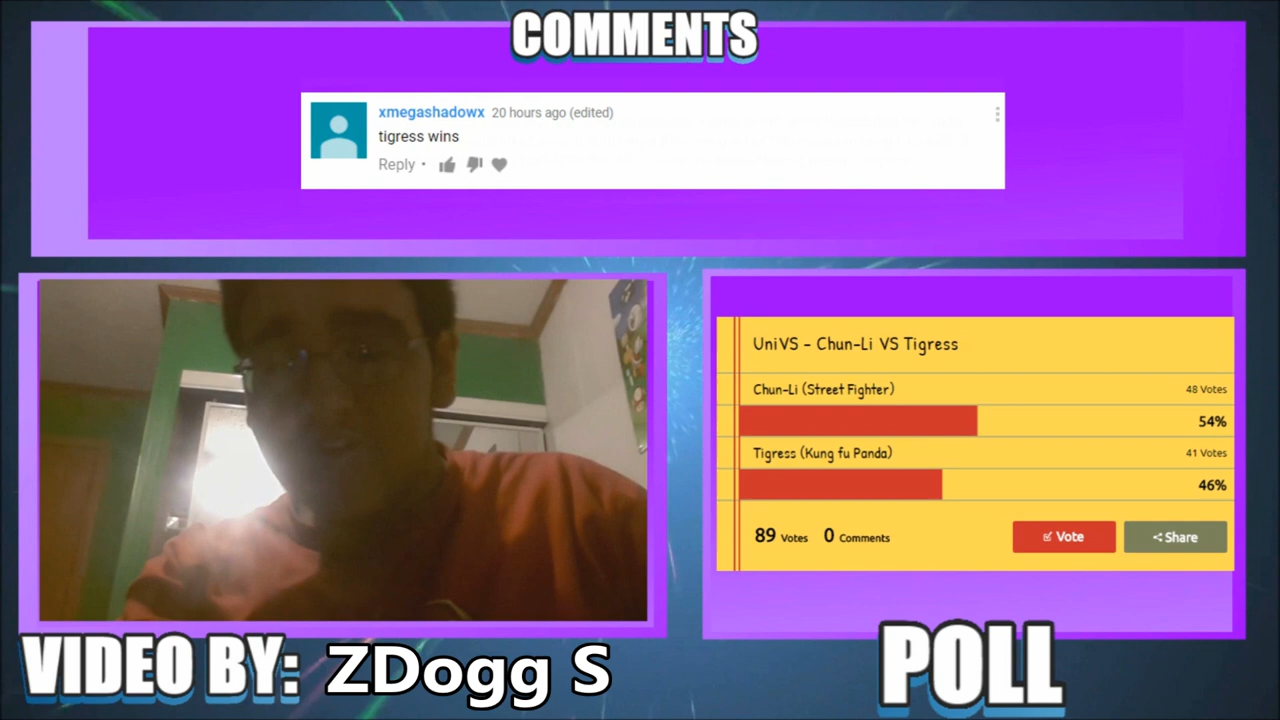 COMMENTS
xmegashadowx 20 hours ago (edited)
tigress wins
Reply •
UniVS - Chun-Li VS Tigress
Chun-Li (Street Fighter) 48 Votes
54%
Tigress (Kung fu Panda) 41 Votes
46%
89 Votes 0 Comments Vote Share
VIDEO BY: ZDogg S
POLL